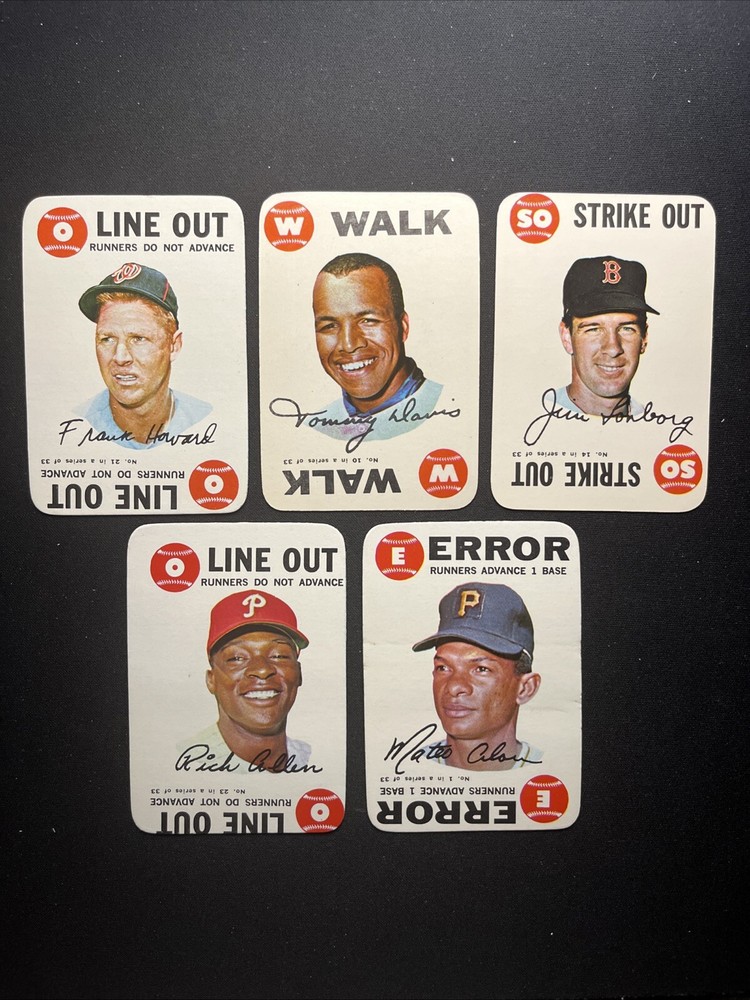 O LINE OUT
RUNNERS DO NOT ADVANCE
W
Frank Howard
No. 21 in a series of 33
RUNNERS DO NOT ADVANCE
O LINE OUT
W WALK
Tommy Davis
No. 10 in a series of 33
W WALK
SO STRIKE OUT
B
Jim Lonborg
No. 14 in a series of 33
SO STRIKE OUT
O LINE OUT
RUNNERS DO NOT ADVANCE
P
Rich Allen
No. 23 in a series of 33
RUNNERS DO NOT ADVANCE
O LINE OUT
E ERROR
RUNNERS ADVANCE 1 BASE
P
Mateo Alou
No. 1 in a series of 33
RUNNERS ADVANCE 1 BASE
E ERROR